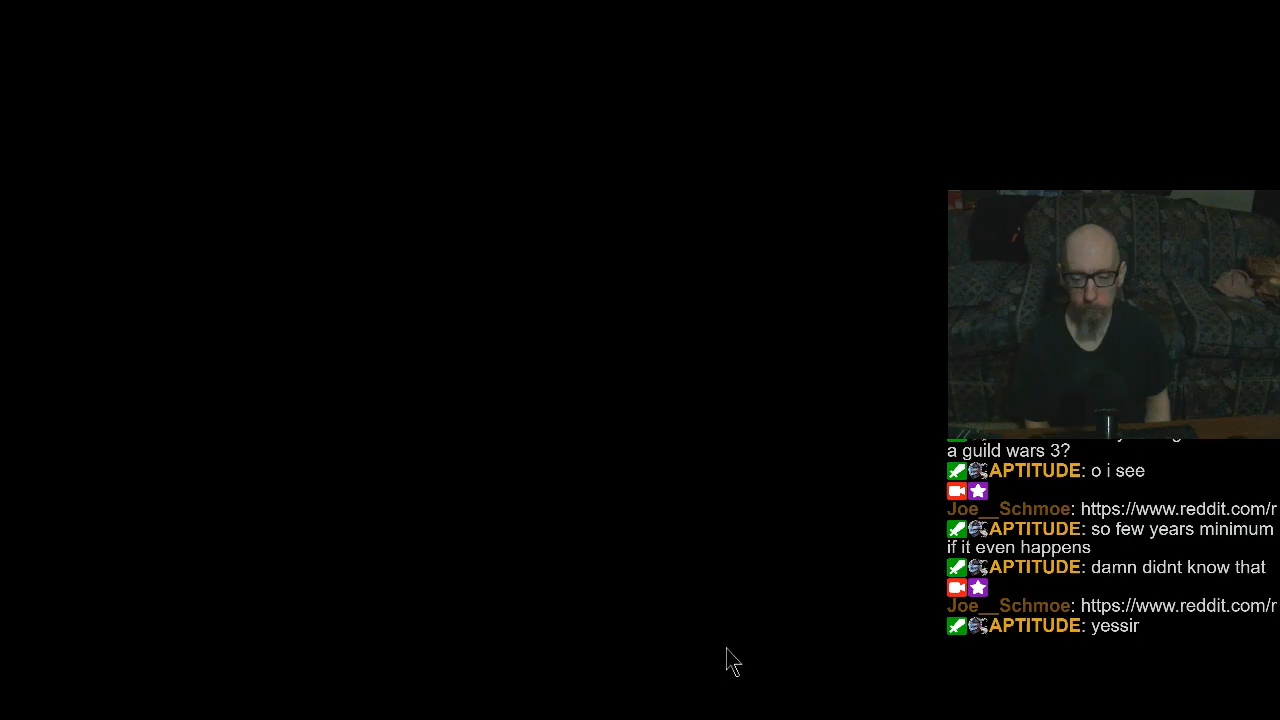 a guild wars 3?
APTITUDE: o i see
Joe__Schmoe: https://www.reddit.com/r
APTITUDE: so few years minimum
if it even happens
APTITUDE: damn didnt know that
Joe__Schmoe: https://www.reddit.com/r
APTITUDE: yessir